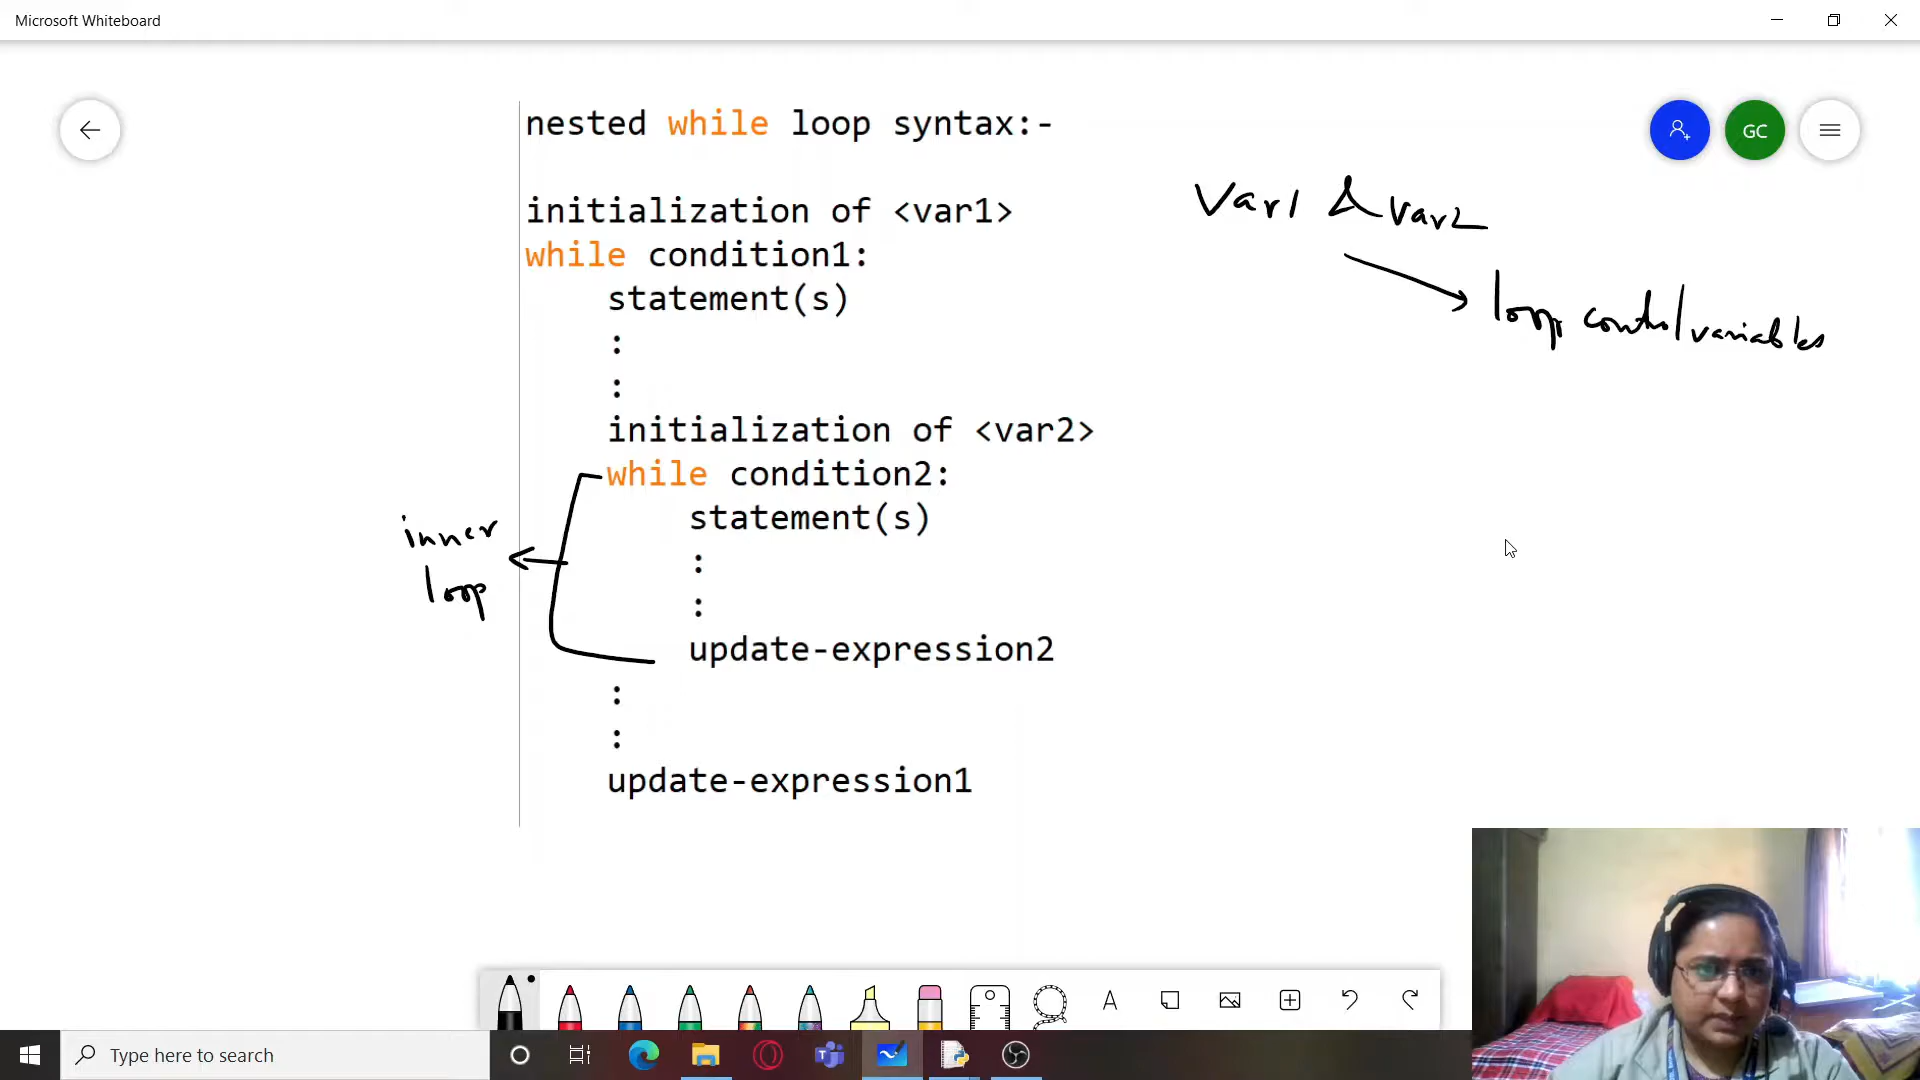 Microsoft Whiteboard
nested while loop syntax:-
GC
initialization of <var1>
Var1 & var2
while condition1:
statement(s)
loop control variables
:
:
initialization of <var2>
while condition2:
statement(s)
inner
loop
:
:
update-expression2
:
:
update-expression1
A
Type here to search